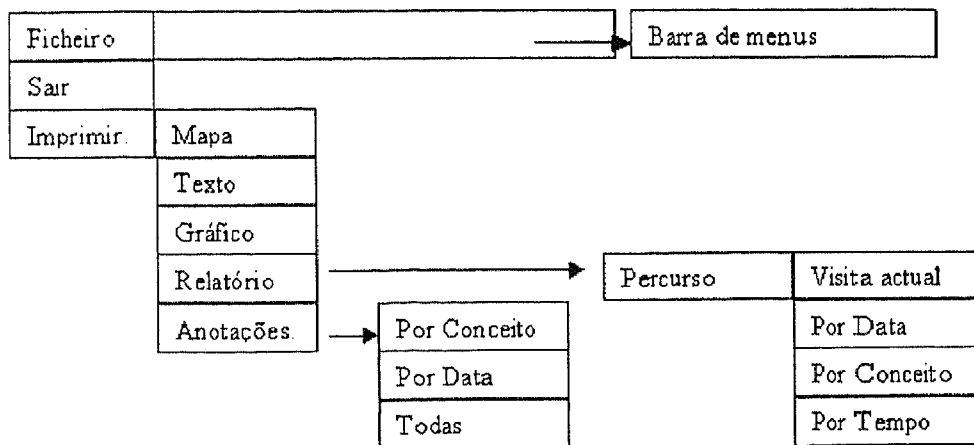 Ficheiro
Barra de menus
Sair
Imprimir
Mapa
Texto
Gráfico
Relatório
Percurso
Visita actual
Anotações
Por Conceito
Por Data
Por Data
Por Conceito
Todas
Por Tempo